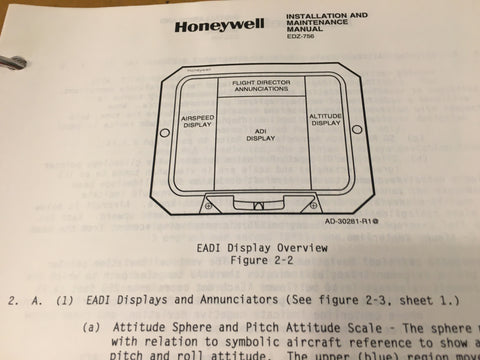 Honeywell
INSTALLATION AND
MAINTENANCE
MANUAL
EDZ-756
Honeywell
FLIGHT DIRECTOR
ANNUNCIATIONS
AIRSPEED
DISPLAY
ADI
DISPLAY
ALTITUDE
DISPLAY
AD-30281-R1@
EADI Display Overview
Figure 2-2
2. A. (1) EADI Displays and Annunciators (See figure 2-3, sheet 1.)
(a) Attitude Sphere and Pitch Attitude Scale - The sphere
with relation to symbolic aircraft reference to show a
pitch and roll attitude. The upper (blue) region move